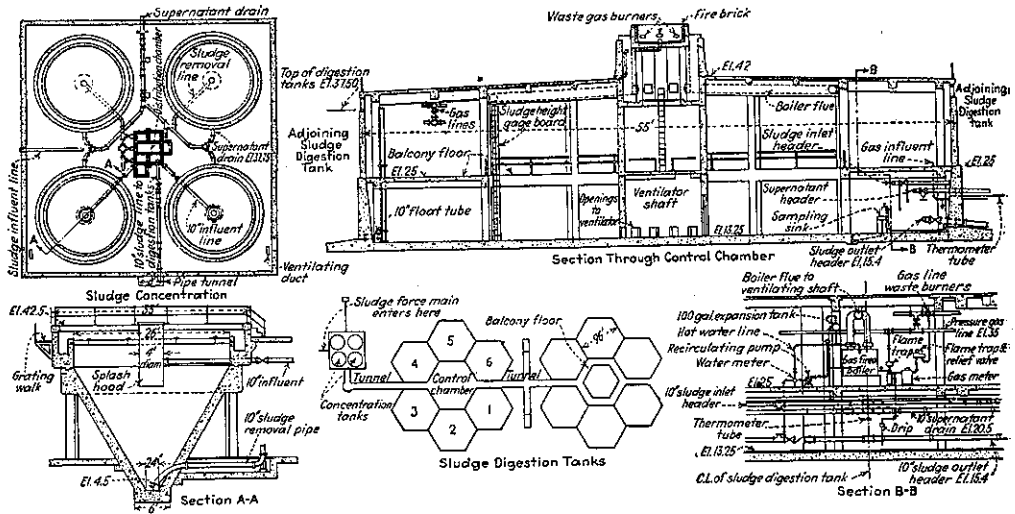 Supernatant drain
Sludge
removal
line
Supernatant
drain El.31.75
A
A
10" sludge line to
digestion tanks
10" influent
line
Sludge influent line
Ventilating
duct
Pipe tunnel
Sludge Concentration
Waste gas burners
Fire brick
El.42
B
Top of digestion
tanks El.37.50
Gas
lines
Sludge height
gage board
55'
Boiler flue
Adjoining
Sludge
Digestion
Tank
Adjoining
Sludge
Digestion
Tank
Sludge inlet
header
Gas influent
line
Balcony floor
El.25
El.25
10" float tube
Openings to
ventilator
Ventilator
shaft
Supernatant
header
Sampling
sink
El.13.25
Sludge outlet
header El.15.4
B
Thermometer
tube
Section Through Control Chamber
El.42.5
35'
26'
4'
diam
Grating
walk
Splash
hood
10" influent
10" sludge
removal pipe
24"
El.4.5
6'
Section A-A
Sludge force main
enters here
Tunnel
Concentration
tanks
5
4
6
Control
chamber
3
1
2
Tunnel
Balcony floor
96'
Sludge Digestion Tanks
Boiler flue to
ventilating shaft
Gas line
waste burners
100 gal. expansion tank
Hot water line
Recirculating pump
Water meter
El.25
Gas fired
boiler
Pressure gas
line El.35
Flame
traps
Flame trap &
relief valve
Gas meter
10" sludge inlet
header
Thermometer
tube
Drip
10" supernatant
drain El.20.5
El.13.25
C.L. of sludge digestion tank
10" sludge outlet
header El.15.4
Section B-B